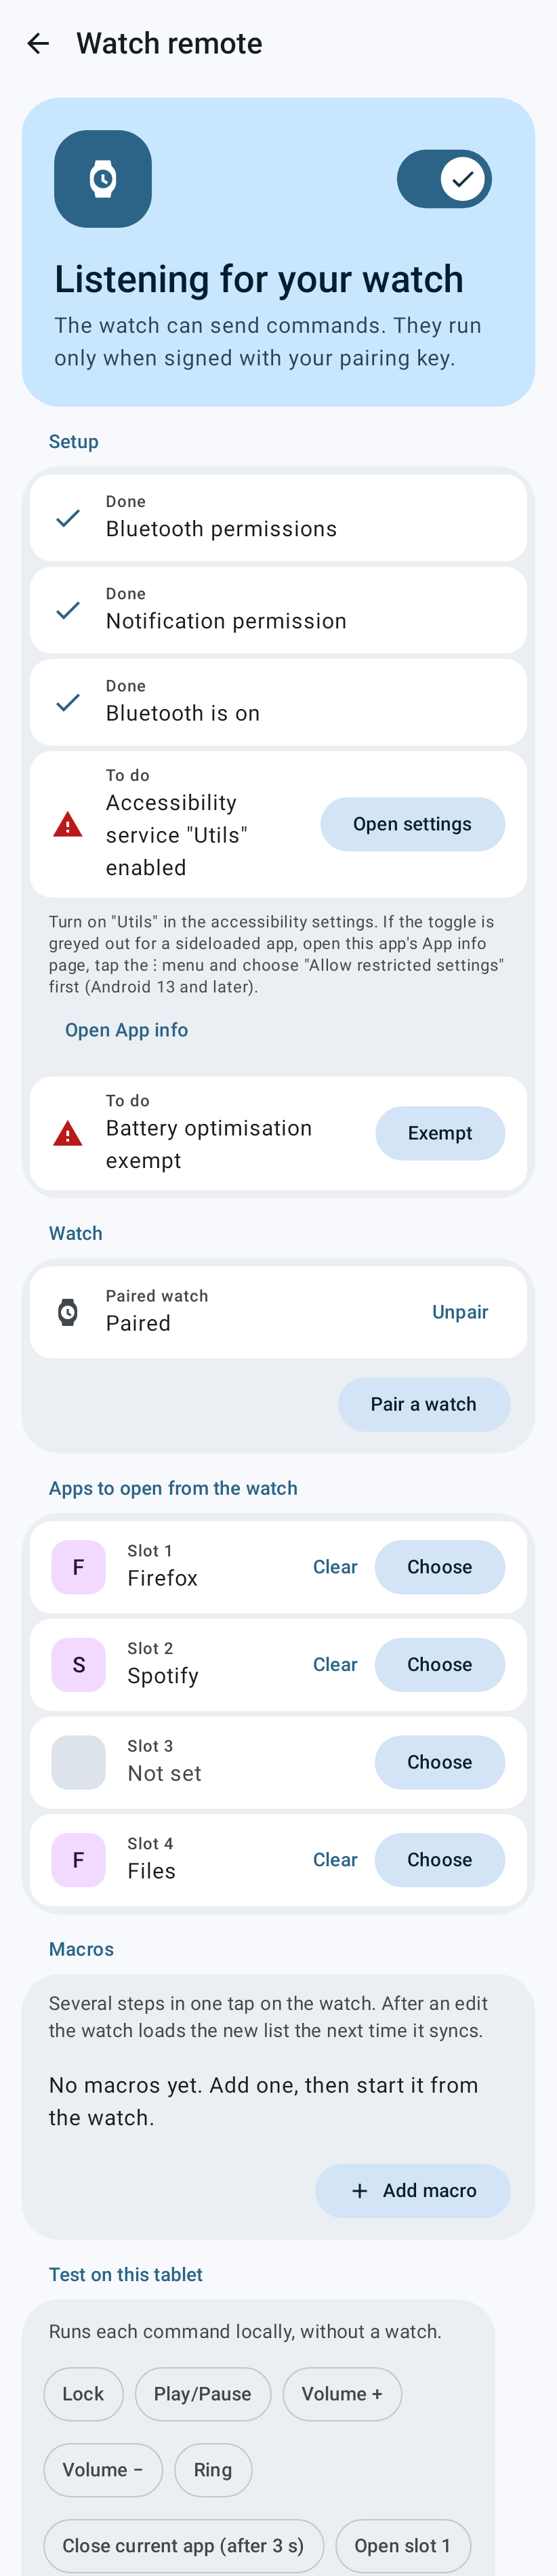 Watch remote
Listening for your watch
The watch can send commands. They run
only when signed with your pairing key.
Setup
Done
Bluetooth permissions
Done
Notification permission
Done
Bluetooth is on
To do
Accessibility
service "Utils"
enabled
Open settings
Turn on "Utils" in the accessibility settings. If the toggle is
greyed out for a sideloaded app, open this app's App info
page, tap the ⋮ menu and choose "Allow restricted settings"
first (Android 13 and later).
Open App info
To do
Battery optimisation
exempt
Exempt
Watch
Paired watch
Paired
Unpair
Pair a watch
Apps to open from the watch
F
Slot 1
Firefox
Clear
Choose
S
Slot 2
Spotify
Clear
Choose
Slot 3
Not set
Choose
F
Slot 4
Files
Clear
Choose
Macros
Several steps in one tap on the watch. After an edit
the watch loads the new list the next time it syncs.
No macros yet. Add one, then start it from
the watch.
+ Add macro
Test on this tablet
Runs each command locally, without a watch.
Lock
Play/Pause
Volume +
Volume −
Ring
Close current app (after 3 s)
Open slot 1